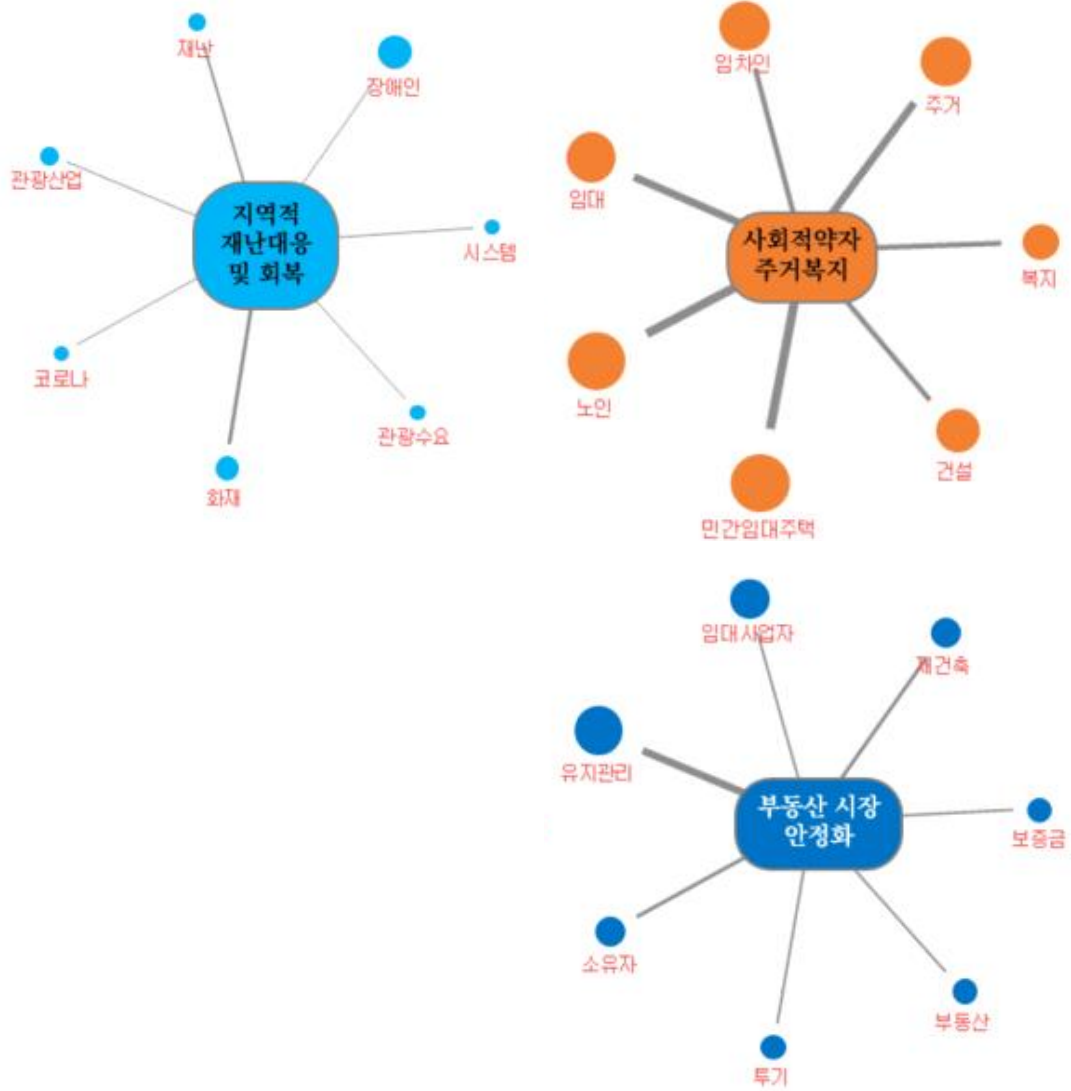 재난
장애인
관광산업
지역적
재난대응
및 회복
시스템
코로나
관광수요
화재
임차인
주거
임대
사회적약자
주거복지
복지
노인
건설
민간임대주택
임대사업자
재건축
유지관리
부동산 시장
안정화
보증금
소유자
부동산
투기